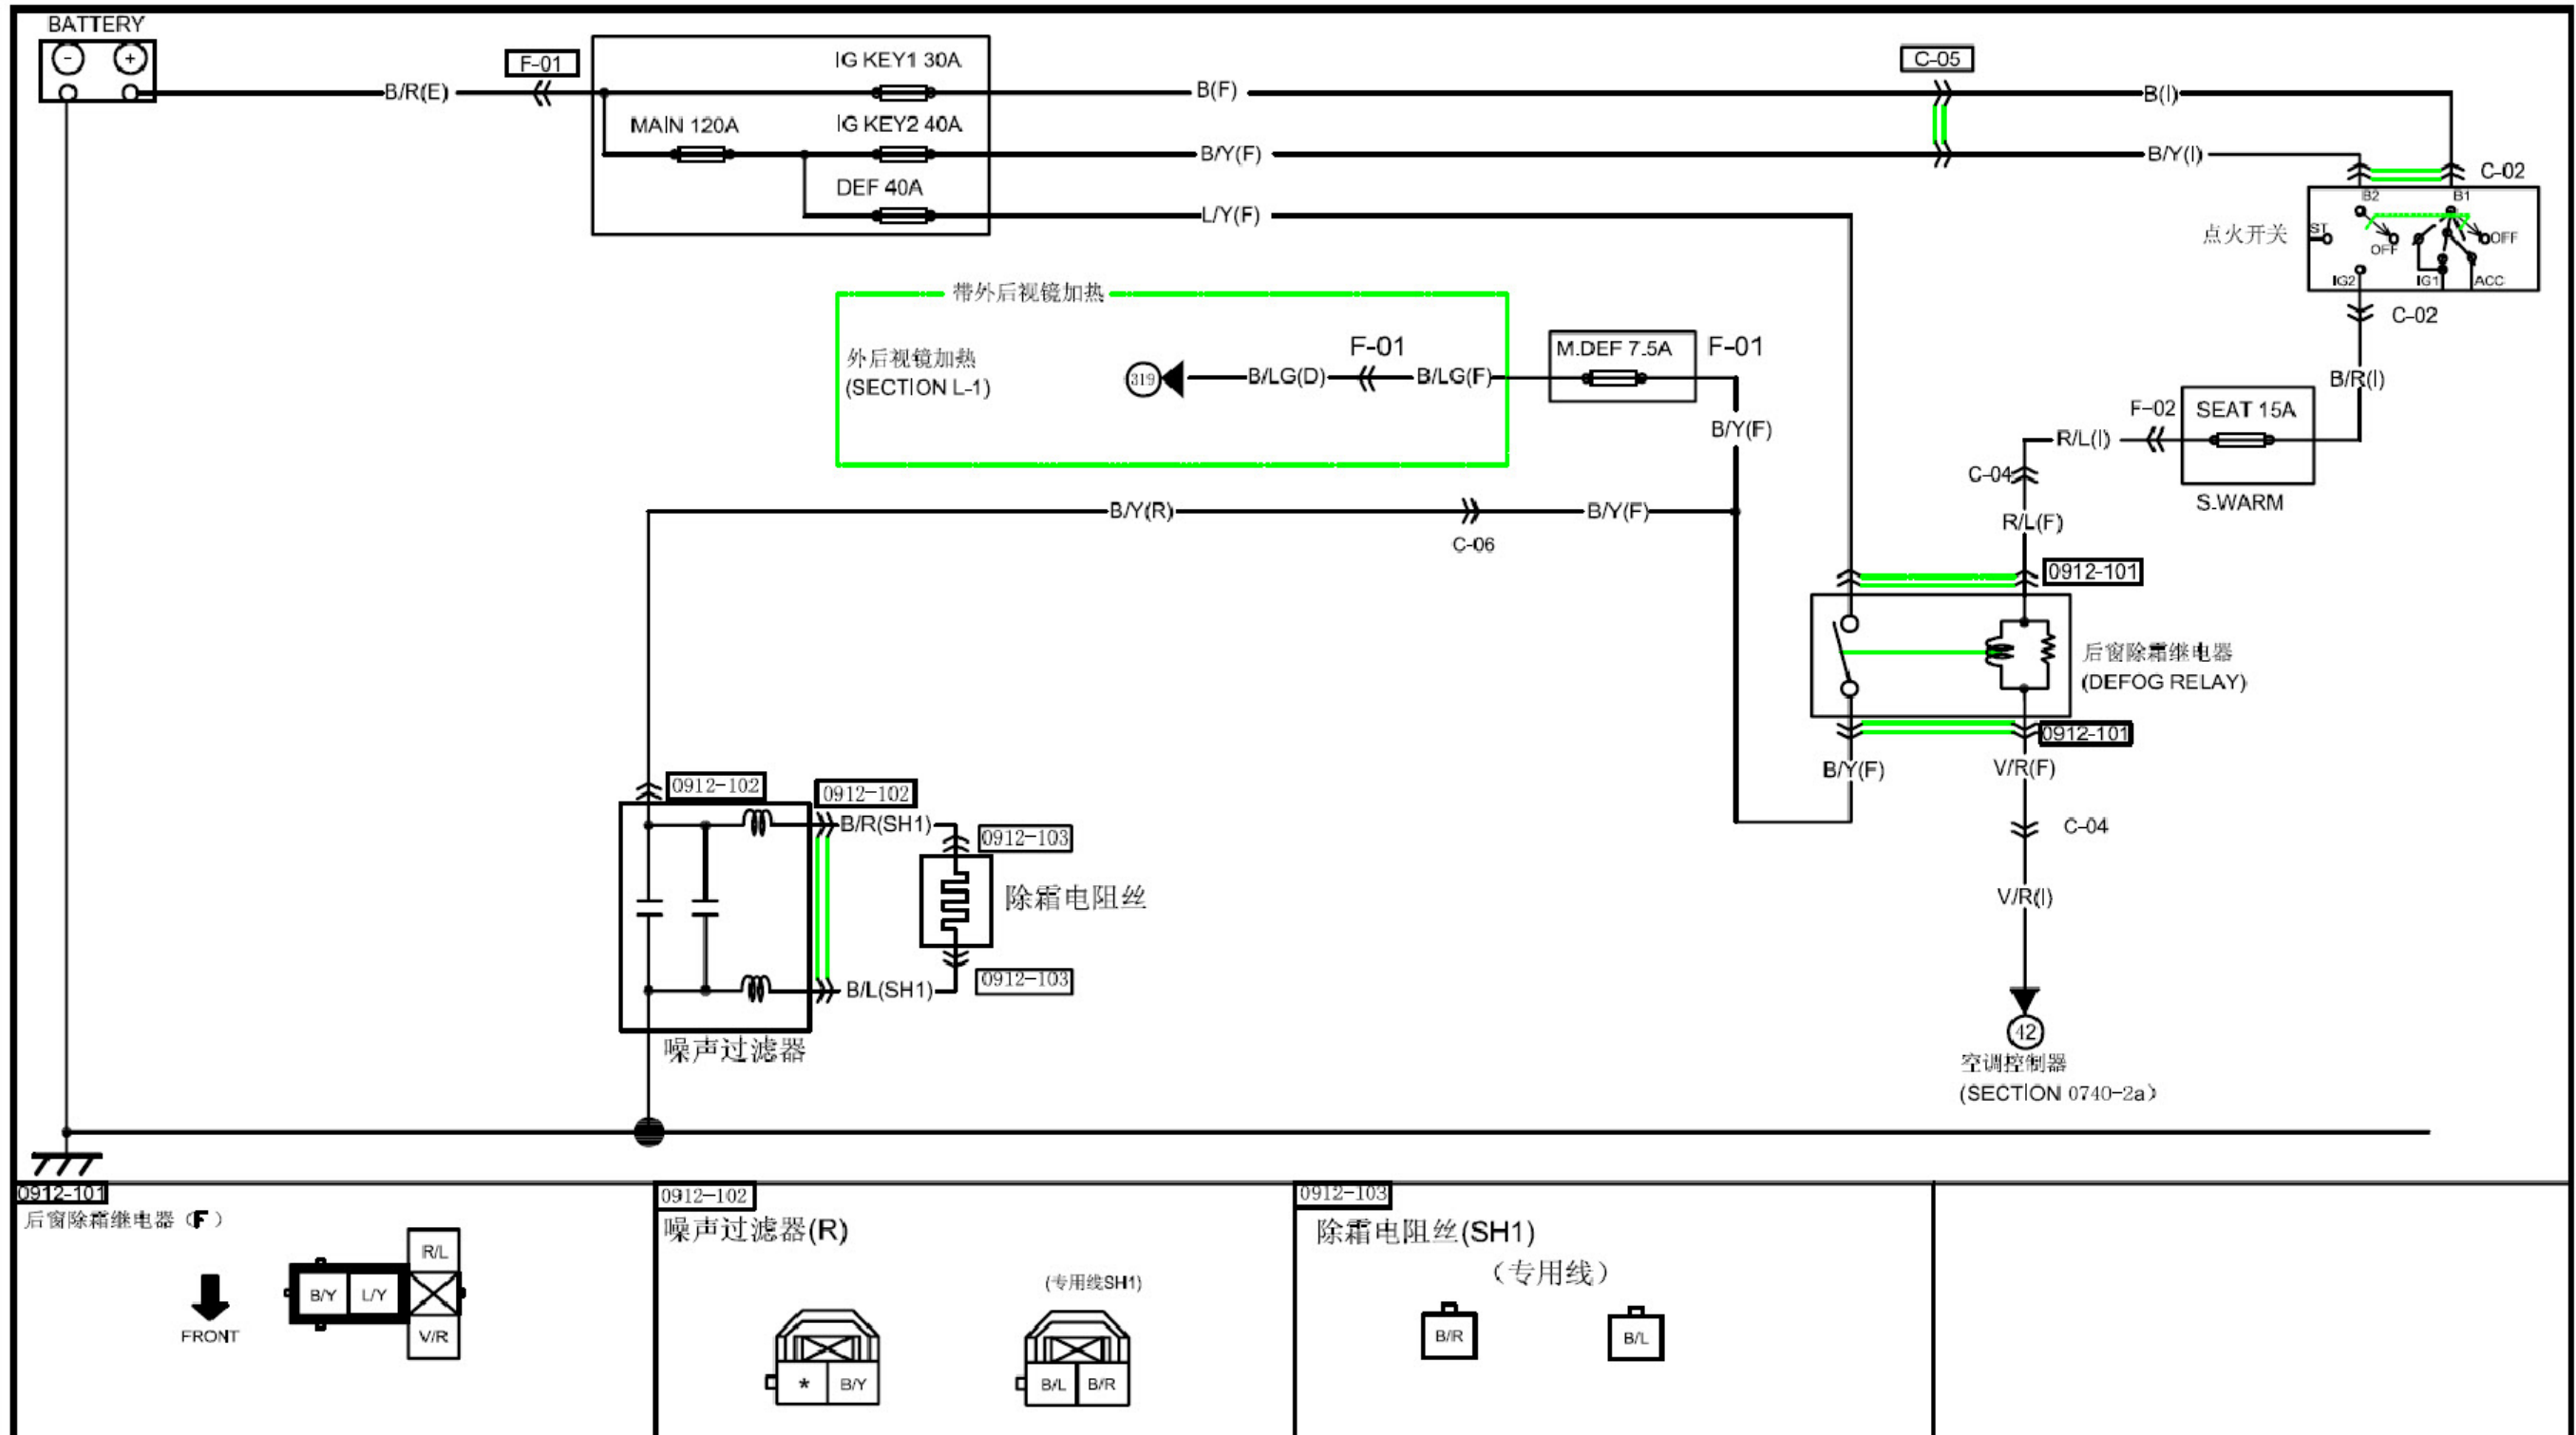 BATTERY
- +
B/R(E)
F-01
IG KEY1 30A
B(F)
C-05
B(I)
MAIN 120A
IG KEY2 40A
B/Y(F)
B/Y(I)
C-02
DEF 40A
L/Y(F)
B2
B1
点火开关
ST
OFF
OFF
IG2
IG1
ACC
C-02
带外后视镜加热
外后视镜加热
(SECTION L-1)
319
B/LG(D)
F-01
B/LG(F)
M.DEF 7.5A
F-01
B/Y(F)
B/R(I)
F-02
SEAT 15A
R/L(I)
S.WARM
C-04
R/L(F)
B/Y(R)
C-06
B/Y(F)
0912-101
后窗除霜继电器
(DEFOG RELAY)
0912-101
B/Y(F)
V/R(F)
C-04
V/R(I)
42
空调控制器
(SECTION 0740-2a)
0912-102
0912-102
B/R(SH1)
0912-103
除霜电阻丝
B/L(SH1)
0912-103
噪声过滤器
0912-101
后窗除霜继电器（F）
FRONT
R/L
B/Y
L/Y
V/R
0912-102
噪声过滤器(R)
(专用线SH1)
*
B/Y
B/L
B/R
0912-103
除霜电阻丝(SH1)
（专用线）
B/R
B/L